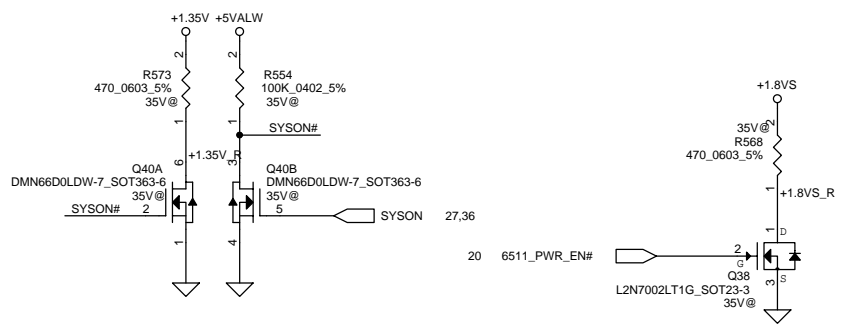 +1.35V
+5VALW
2
2
R573
470_0603_5%
35V@
R554
100K_0402_5%
35V@
1
1
SYSON#
+1.35V_R
6
3
Q40A
DMN66D0LDW-7_SOT363-6
35V@
Q40B
DMN66D0LDW-7_SOT363-6
35V@
SYSON#
2
5
SYSON
27,36
1
4
+1.8VS
2
35V@
R568
470_0603_5%
1
+1.8VS_R
1
D
20
6511_PWR_EN#
2
G
Q38
3
S
L2N7002LT1G_SOT23-3
35V@